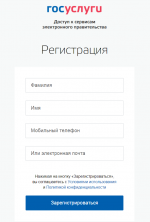 госуслуги
Доступ к сервисам
электронного правительства
Регистрация
Фамилия
Имя
Мобильный телефон
Или электронная почта
Нажимая на кнопку «Зарегистрироваться»
вы соглашаетесь с Условиями использования
и Политикой конфиденциальности
Зарегистрироваться